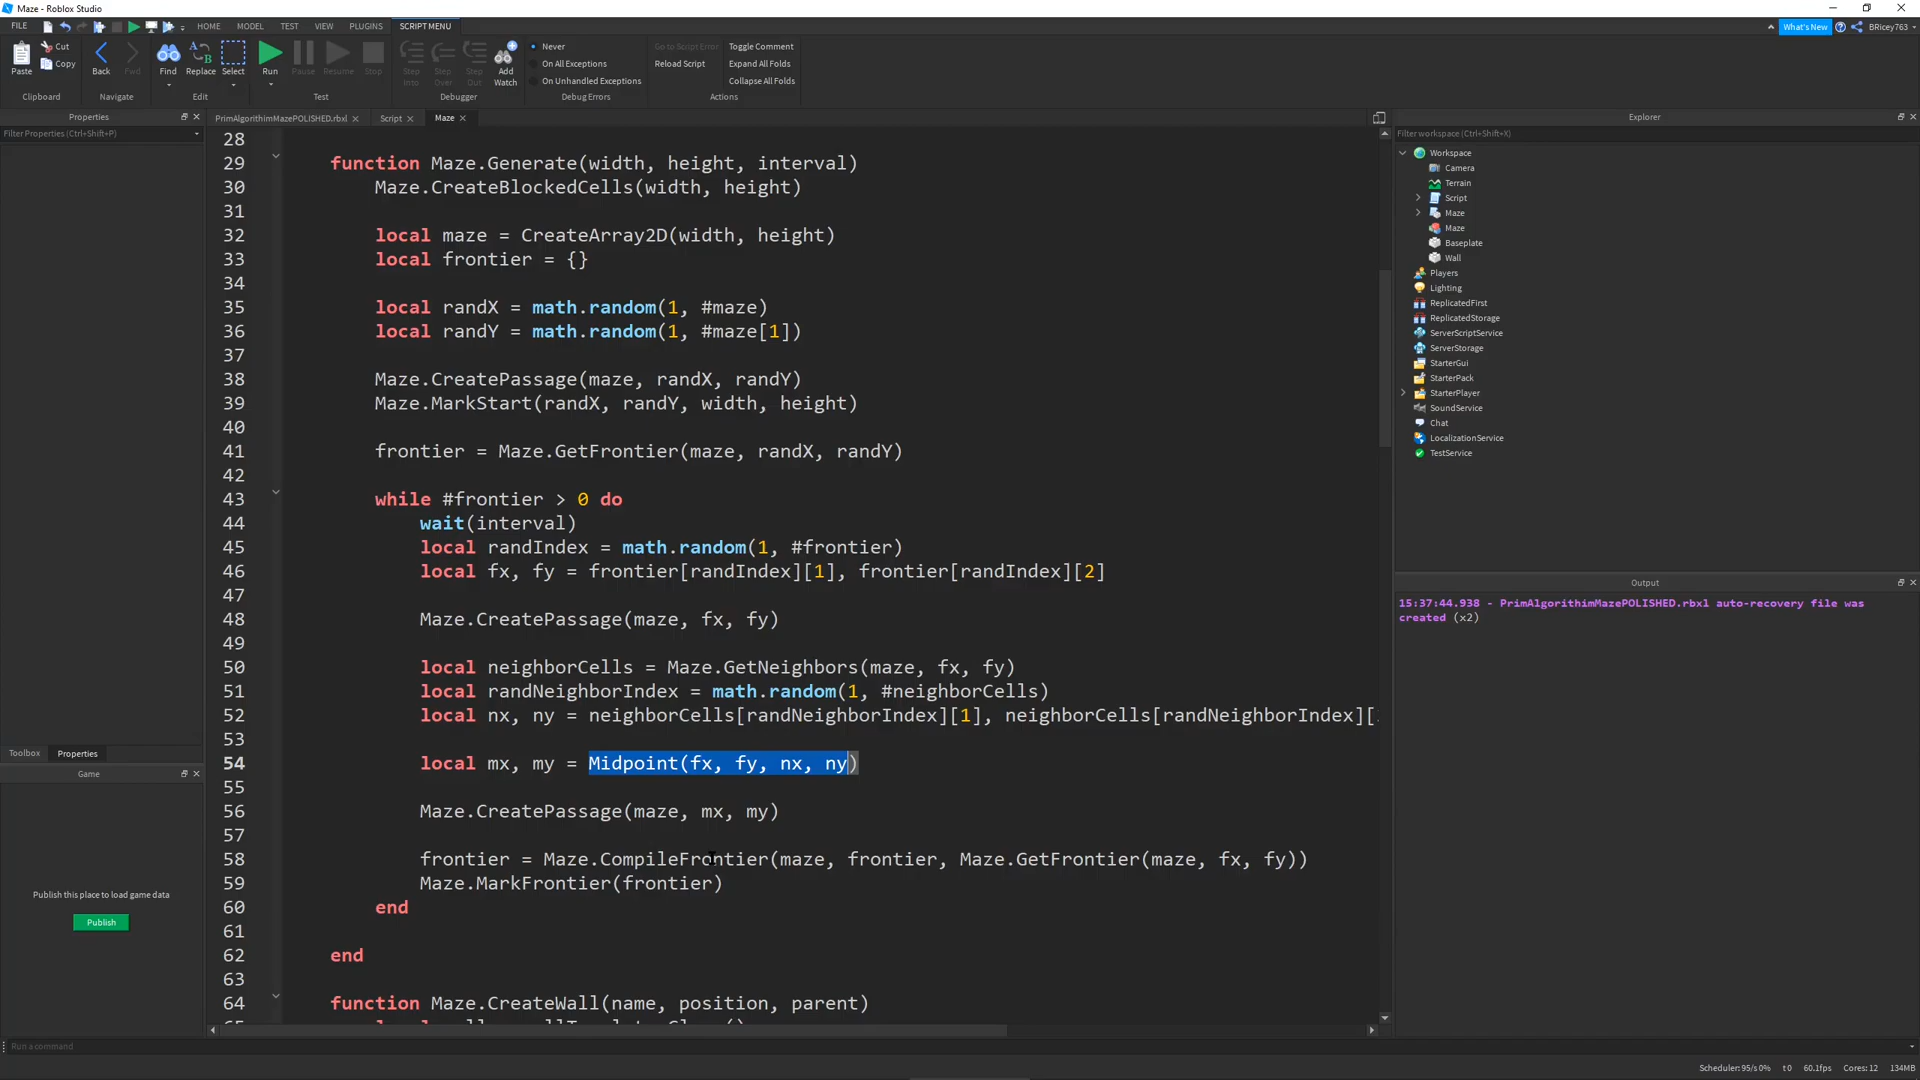 Maze - Roblox Studio
FILE HOME MODEL TEST VIEW PLUGINS SCRIPT MENU What's New BRicey763
Paste Cut Copy Back Fwd Find Replace Select Run Pause Resume Stop Step Into Step Over Step Out Add Watch
Never Go to Script Error Toggle Comment
On All Exceptions Reload Script Expand All Folds
On Unhandled Exceptions Collapse All Folds
Clipboard Navigate Edit Test Debugger Debug Errors Actions
Properties
Filter Properties (Ctrl+Shift+P)
Toolbox Properties
Game
Publish this place to load game data
Publish
PrimAlgorithimMazePOLISHED.rbxl Script Maze
28
29 function Maze.Generate(width, height, interval)
30 Maze.CreateBlockedCells(width, height)
31
32 local maze = CreateArray2D(width, height)
33 local frontier = {}
34
35 local randX = math.random(1, #maze)
36 local randY = math.random(1, #maze[1])
37
38 Maze.CreatePassage(maze, randX, randY)
39 Maze.MarkStart(randX, randY, width, height)
40
41 frontier = Maze.GetFrontier(maze, randX, randY)
42
43 while #frontier > 0 do
44 wait(interval)
45 local randIndex = math.random(1, #frontier)
46 local fx, fy = frontier[randIndex][1], frontier[randIndex][2]
47
48 Maze.CreatePassage(maze, fx, fy)
49
50 local neighborCells = Maze.GetNeighbors(maze, fx, fy)
51 local randNeighborIndex = math.random(1, #neighborCells)
52 local nx, ny = neighborCells[randNeighborIndex][1], neighborCells[randNeighborIndex][
53
54 local mx, my = Midpoint(fx, fy, nx, ny)
55
56 Maze.CreatePassage(maze, mx, my)
57
58 frontier = Maze.CompileFrontier(maze, frontier, Maze.GetFrontier(maze, fx, fy))
59 Maze.MarkFrontier(frontier)
60 end
61
62 end
63
64 function Maze.CreateWall(name, position, parent)
Explorer
Filter workspace (Ctrl+Shift+X)
Workspace
Camera
Terrain
Script
Maze
Maze
Baseplate
Wall
Players
Lighting
ReplicatedFirst
ReplicatedStorage
ServerScriptService
ServerStorage
StarterGui
StarterPack
StarterPlayer
SoundService
Chat
LocalizationService
TestService
Output
15:37:44.938 - PrimAlgorithimMazePOLISHED.rbxl auto-recovery file was
created (x2)
Run a command
Scheduler: 95/s 0% t 0 60.1fps Cores: 12 134MB